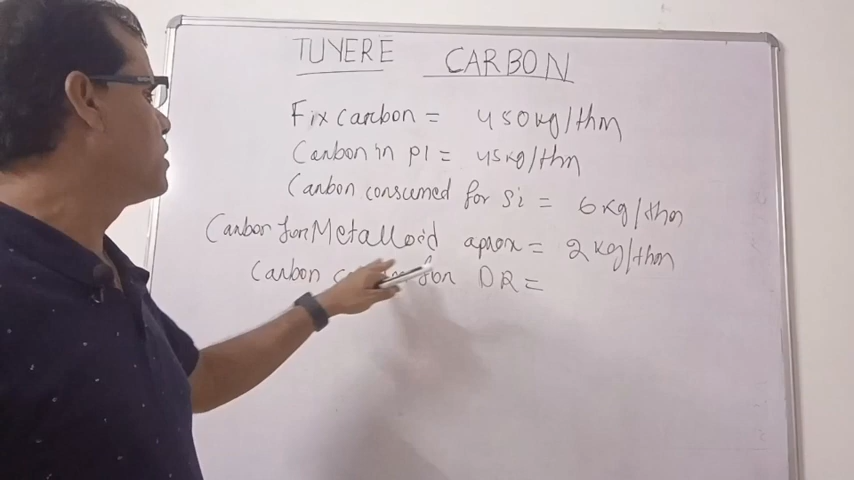 TUYERE CARBON
Fix carbon = 450kg/thm
Carbon in PI = 45kg/thm
Carbon consumed for Si = 6kg/thm
Carbon for Metalloid aprox = 2kg/thm
Carbon for DR =